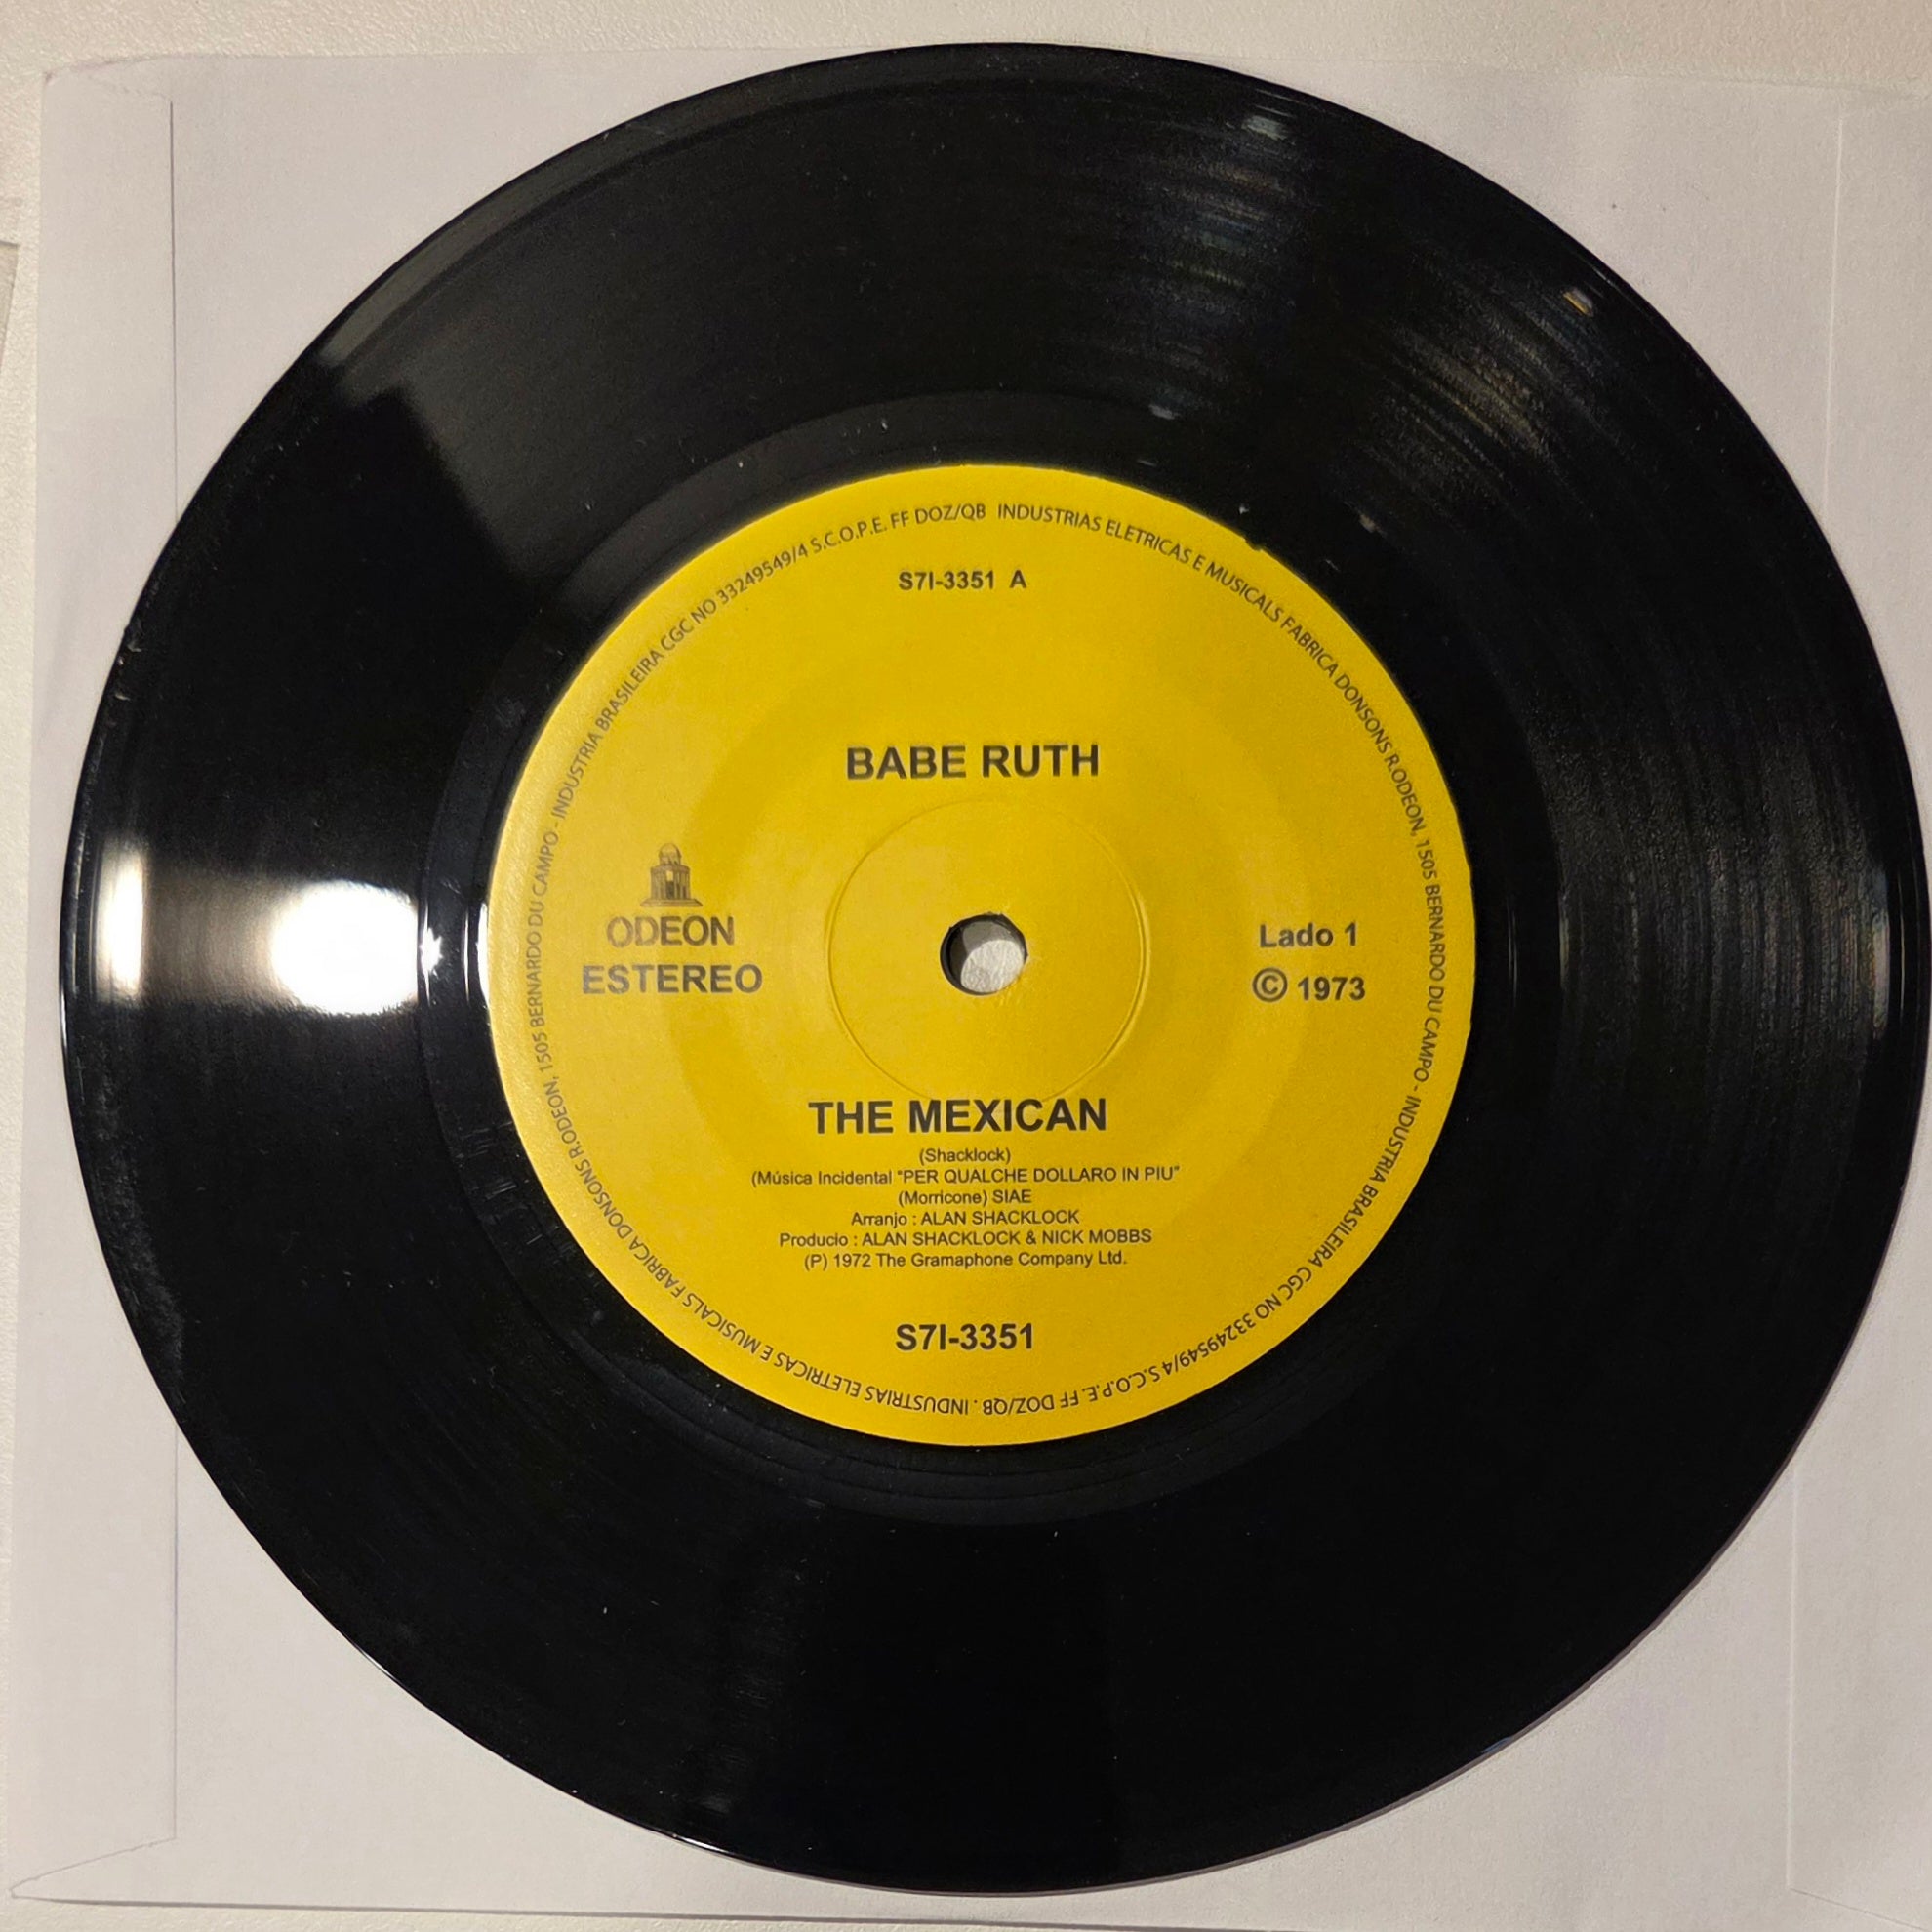 S7I-3351 A
BABE RUTH
ODEON
ESTEREO
Lado 1
© 1973
THE MEXICAN
(Shacklock)
(Música Incidental "PER QUALCHE DOLLARO IN PIU"
(Morricone) SIAE
Arranjo : ALAN SHACKLOCK
Producio : ALAN SHACKLOCK & NICK MOBBS
(P) 1972 The Gramaphone Company Ltd.
S7I-3351
INDUSTRIAS ELETRICAS E MUSICALS FABRICA DONSONS R.ODEON, 1505 BERNARDO DU CAMPO - INDUSTRIA BRASILEIRA CGC NO 33249549/4 S.C.O.P.E. FF DOZ/QB . INDUSTRIAS ELETRICAS E MUSICALS FABRICA DONSONS R.ODEON, 1505 BERNARDO DU CAMPO - INDUSTRIA BRASILEIRA CGC NO 33249549/4 S.C.O.P.E. FF DOZ/QB